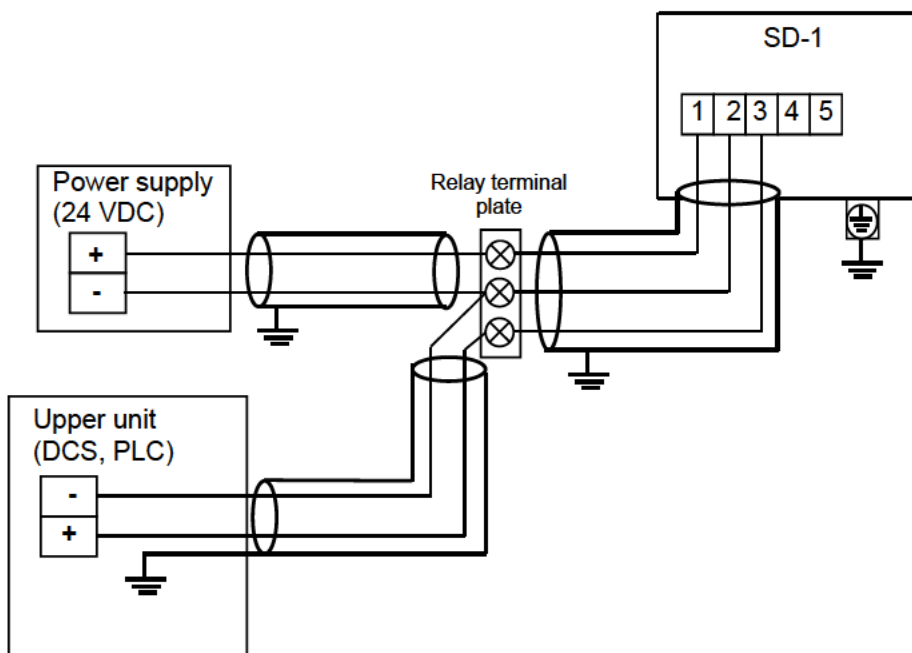 SD-1
1 2 3 4 5
Power supply
(24 VDC)
+
-
Relay terminal
plate
Upper unit
(DCS, PLC)
-
+